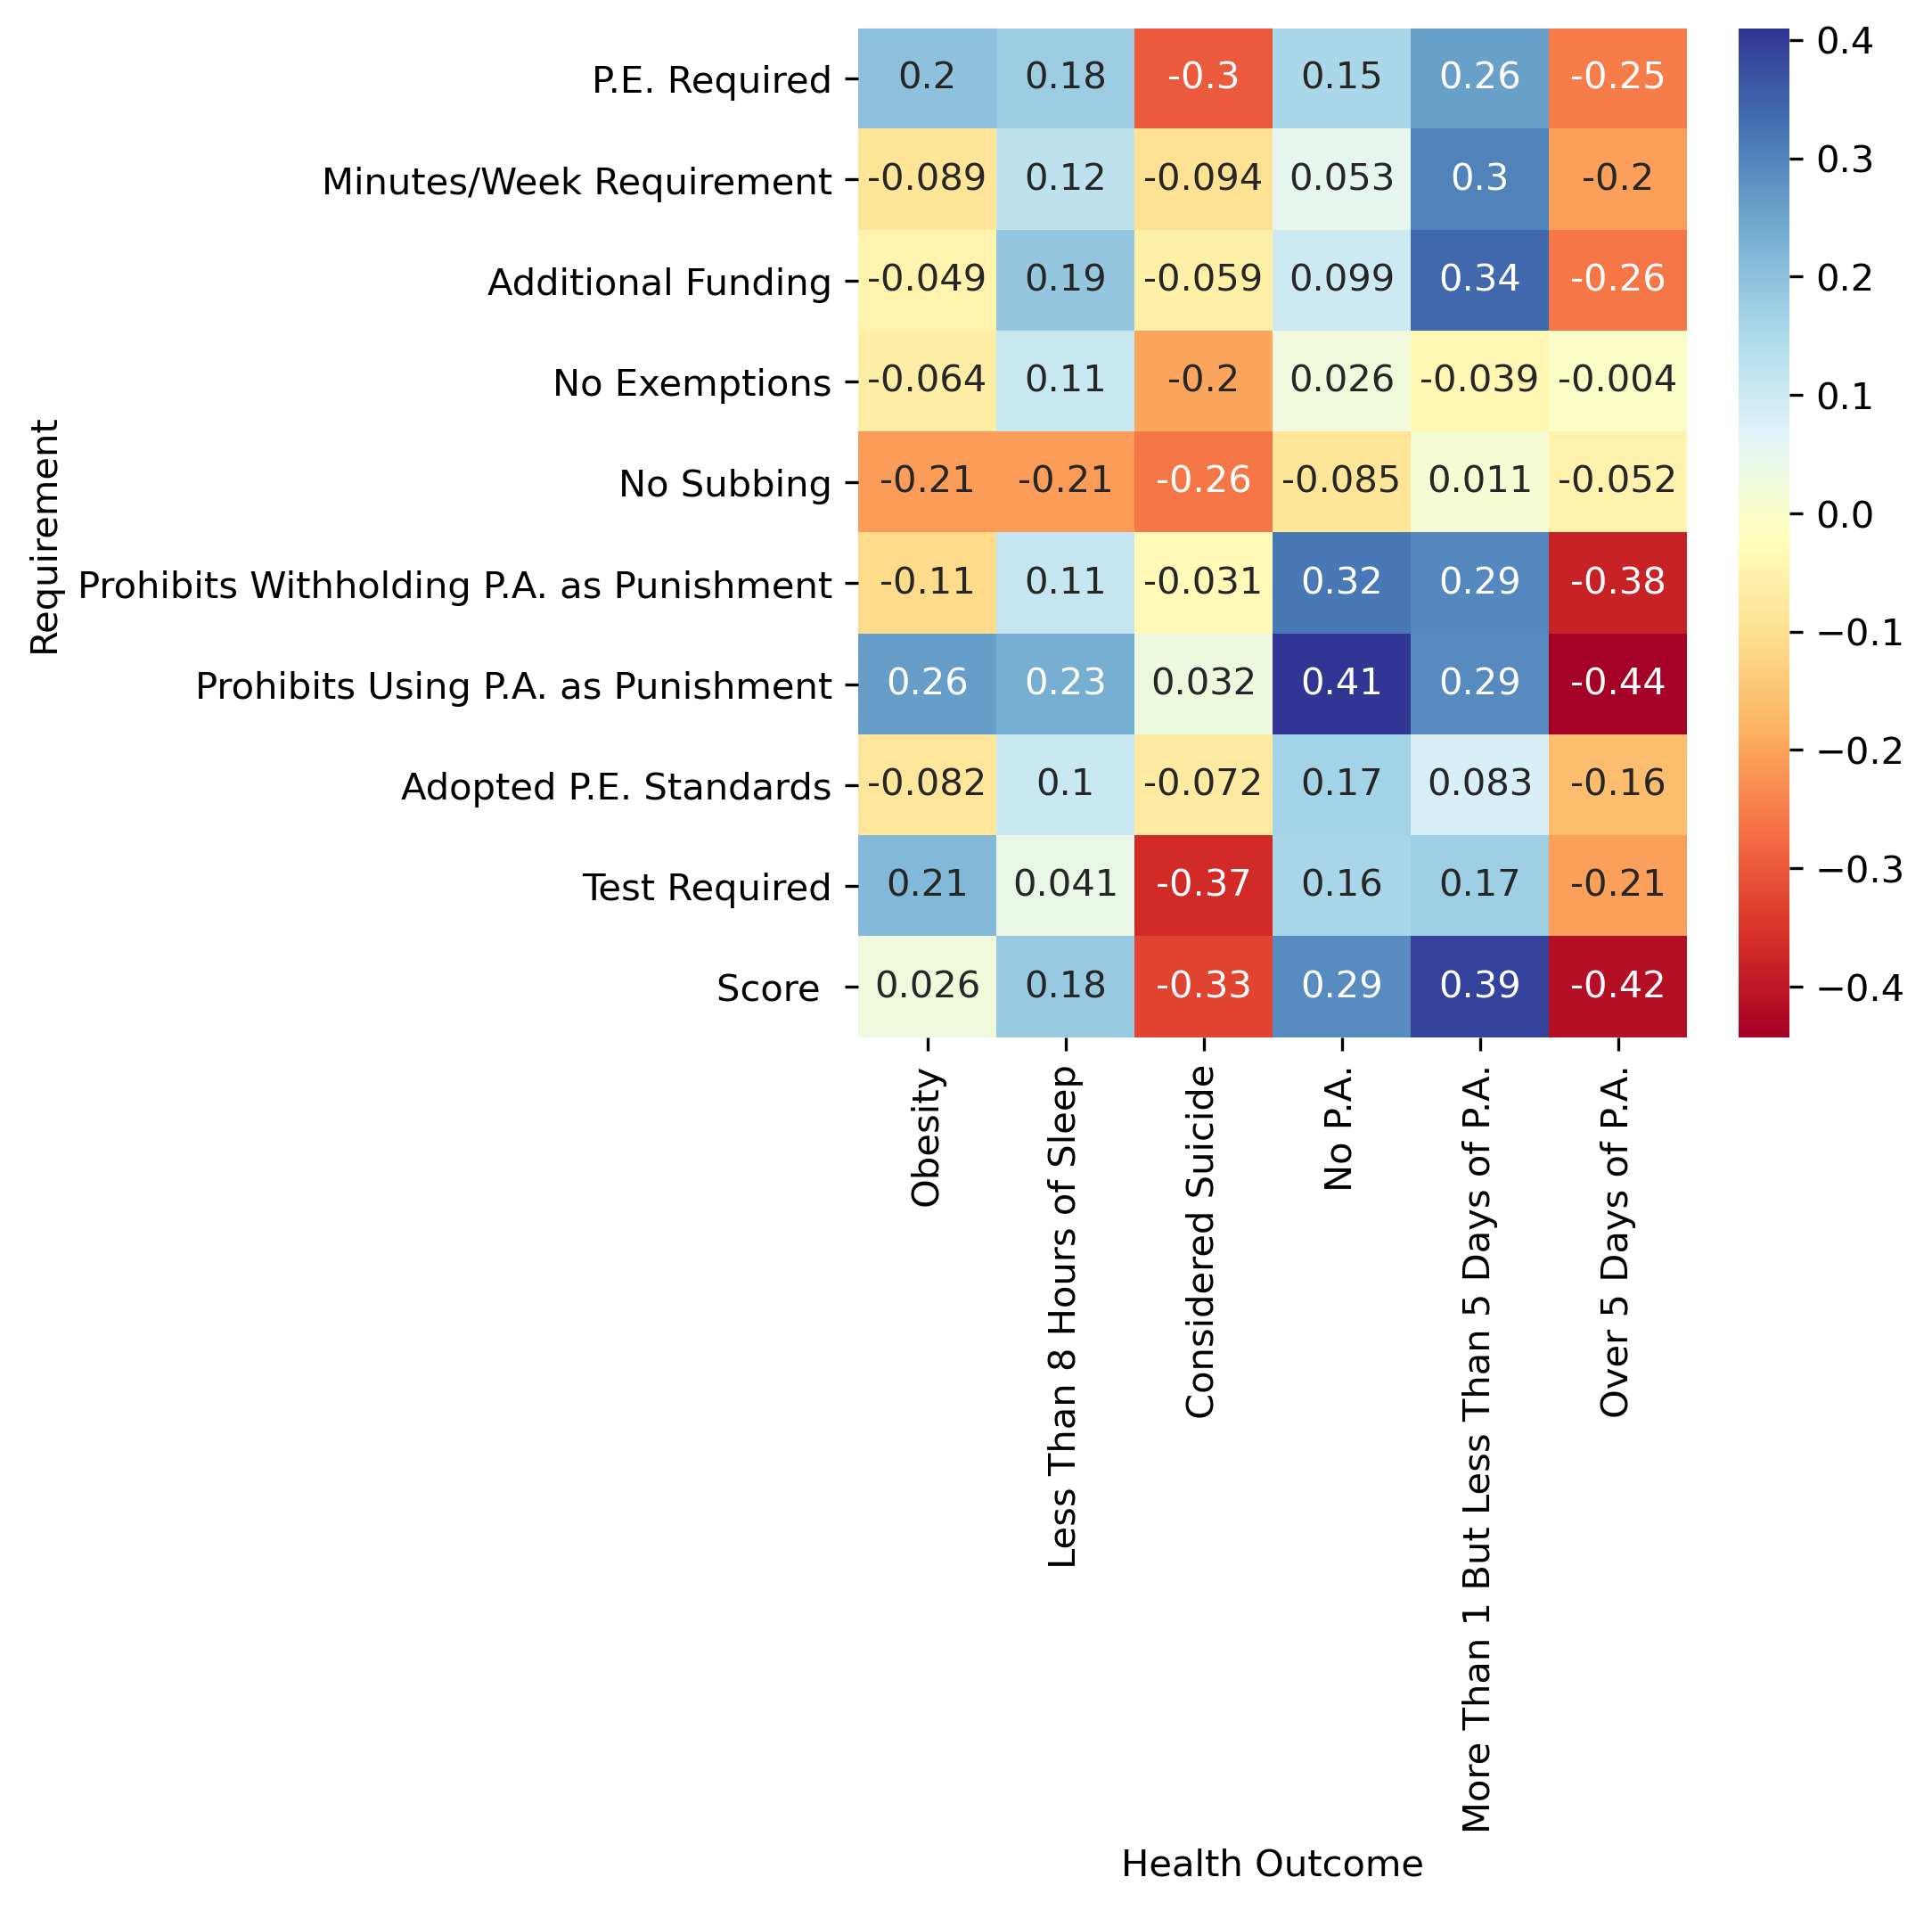 P.E. Required 0.2 0.18 -0.3 0.15 0.26 -0.25
Minutes/Week Requirement -0.089 0.12 -0.094 0.053 0.3 -0.2
Additional Funding -0.049 0.19 -0.059 0.099 0.34 -0.26
No Exemptions -0.064 0.11 -0.2 0.026 -0.039 -0.004
No Subbing -0.21 -0.21 -0.26 -0.085 0.011 -0.052
Prohibits Withholding P.A. as Punishment -0.11 0.11 -0.031 0.32 0.29 -0.38
Prohibits Using P.A. as Punishment 0.26 0.23 0.032 0.41 0.29 -0.44
Adopted P.E. Standards -0.082 0.1 -0.072 0.17 0.083 -0.16
Test Required 0.21 0.041 -0.37 0.16 0.17 -0.21
Score 0.026 0.18 -0.33 0.29 0.39 -0.42
Requirement
Obesity
Less Than 8 Hours of Sleep
Considered Suicide
No P.A.
More Than 1 But Less Than 5 Days of P.A.
Over 5 Days of P.A.
Health Outcome
0.4
0.3
0.2
0.1
0.0
−0.1
−0.2
−0.3
−0.4